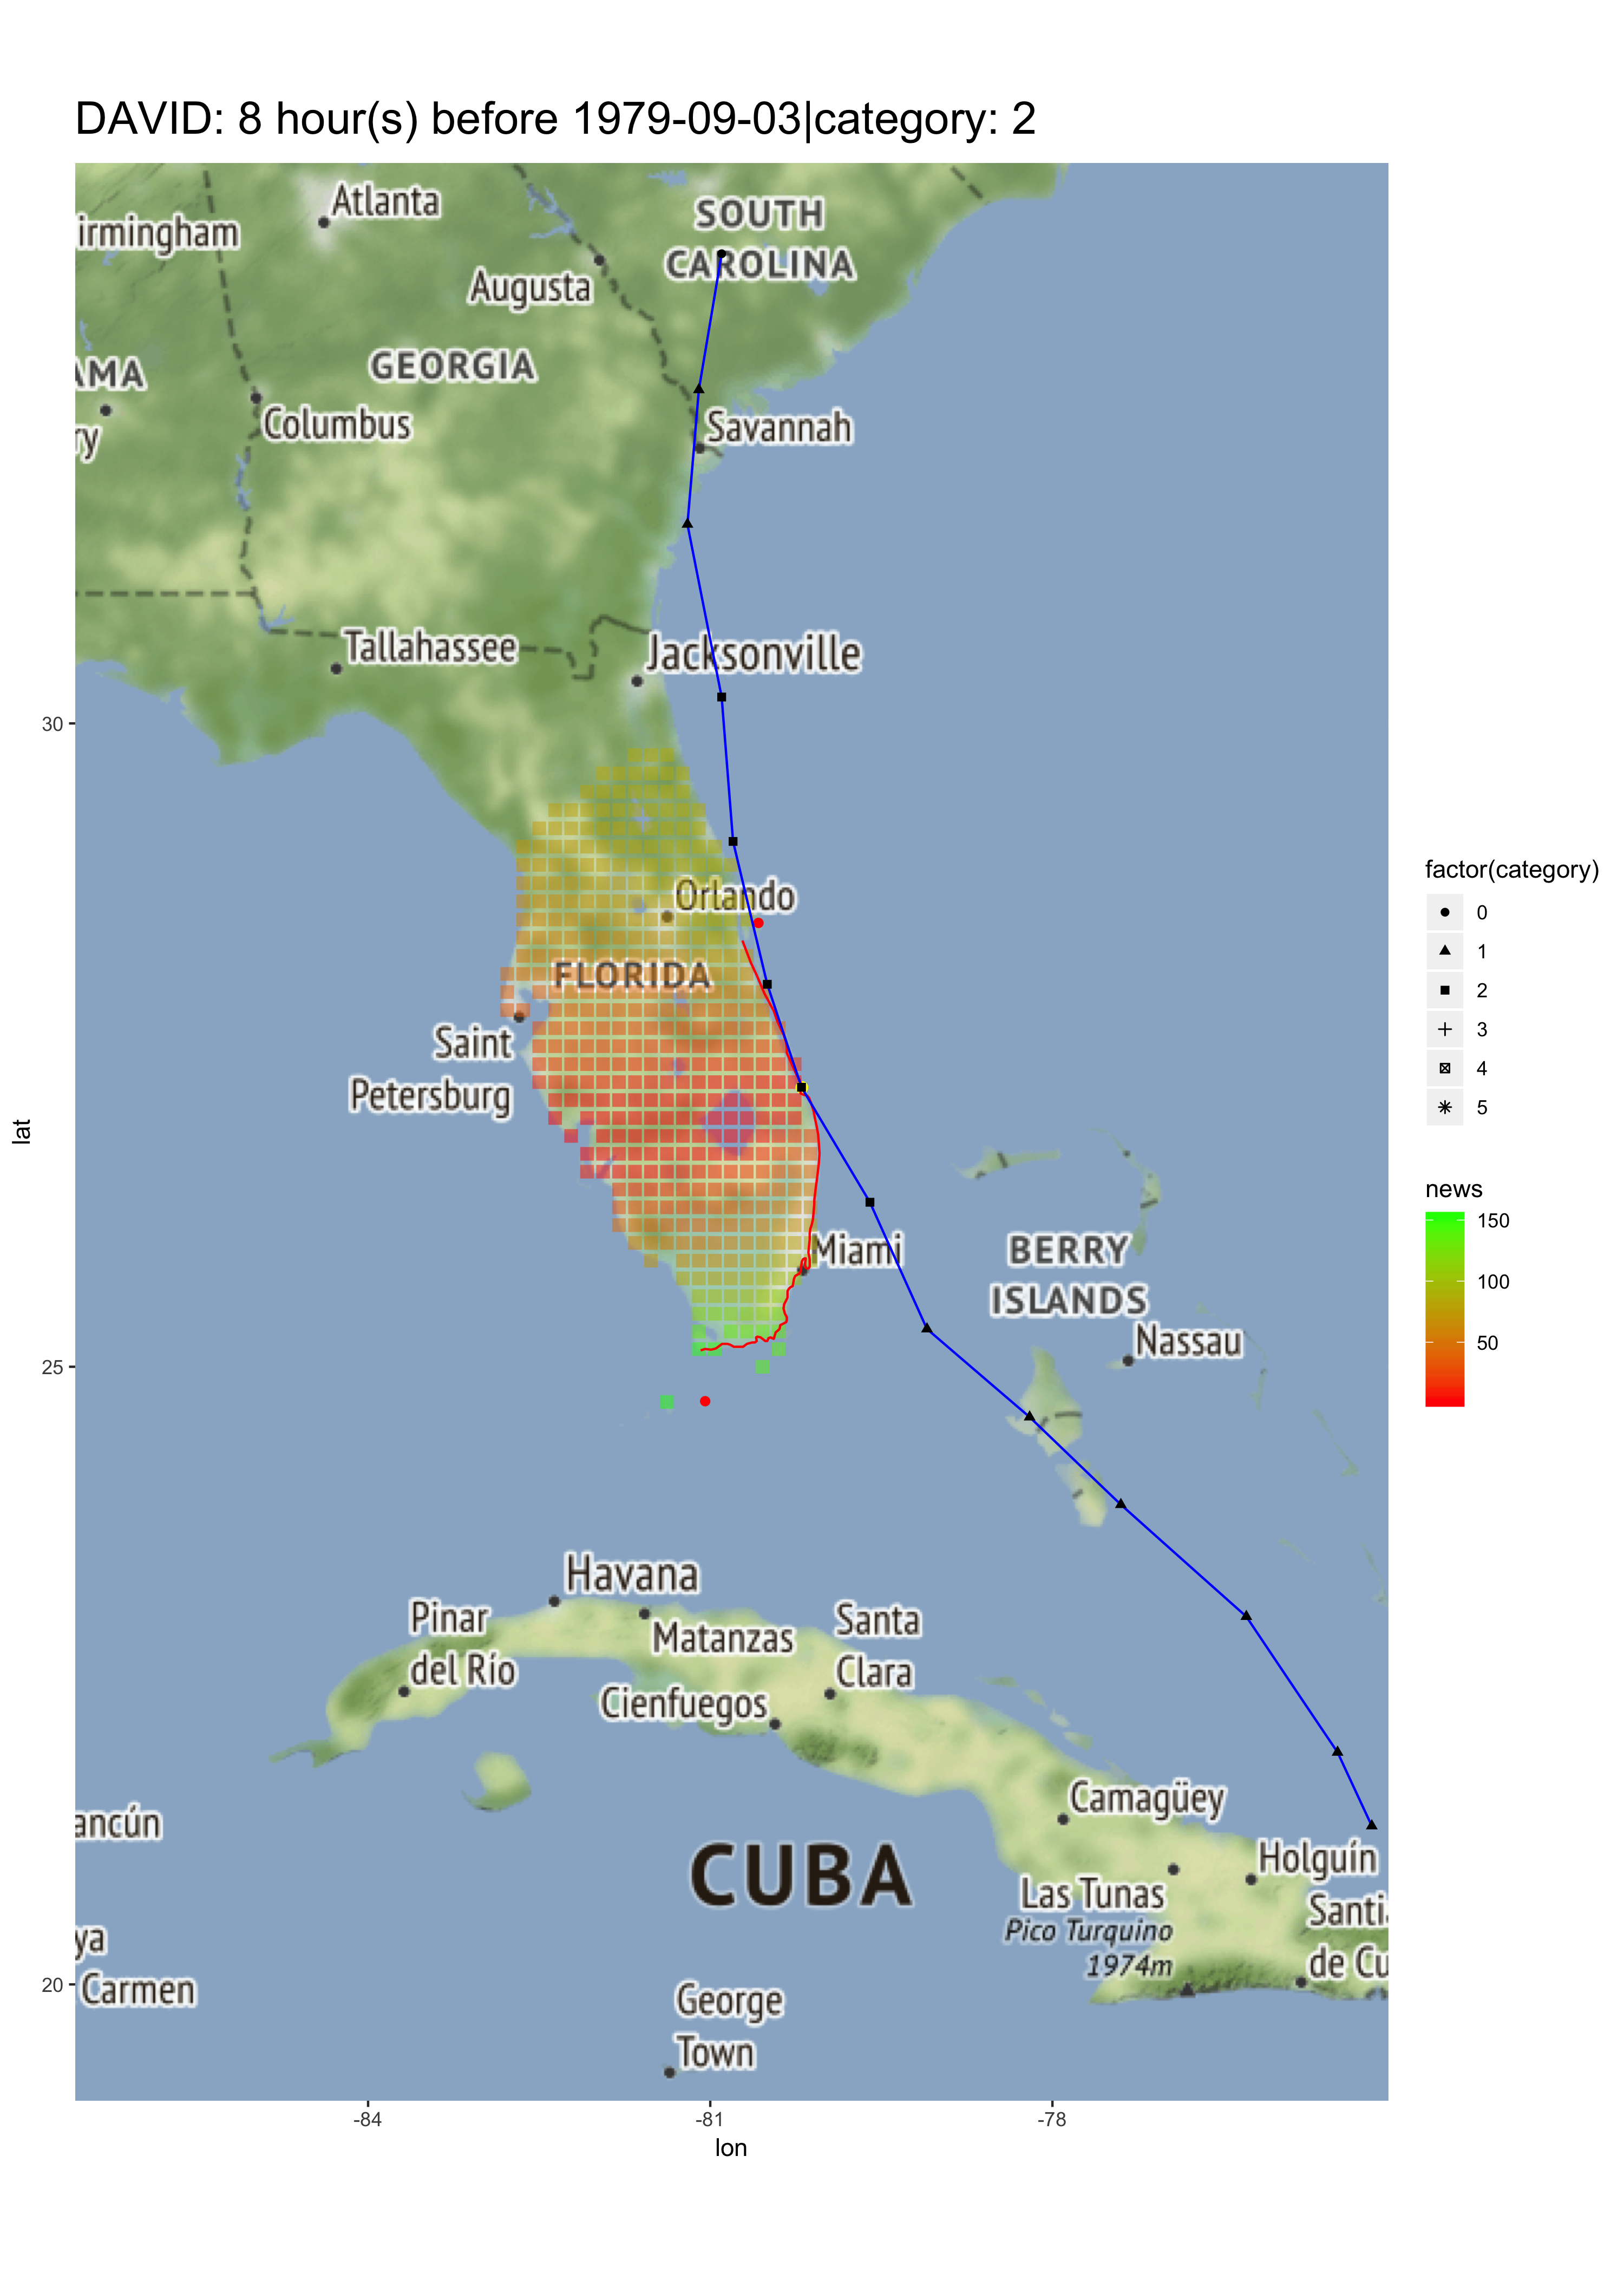 DAVID: 8 hour(s) before 1979-09-03|category: 2
Atlanta
irmingham
SOUTH
CAROLINA
Augusta
GEORGIA
AMA
Columbus
ry
Savannah
Tallahassee
Jacksonville
30
Orlando
FLORIDA
Saint
Petersburg
lat
Miami
BERRY
ISLANDS
Nassau
25
Havana
Pinar
del Río
Matanzas
Santa
Clara
Cienfuegos
Camagüey
ancún
CUBA
Holguín
Las Tunas
Santi
Pico Turquino
1974m
de Cu
ya
20
Carmen
George
Town
-84
-81
-78
lon
factor(category)
0
1
2
3
4
5
news
150
100
50